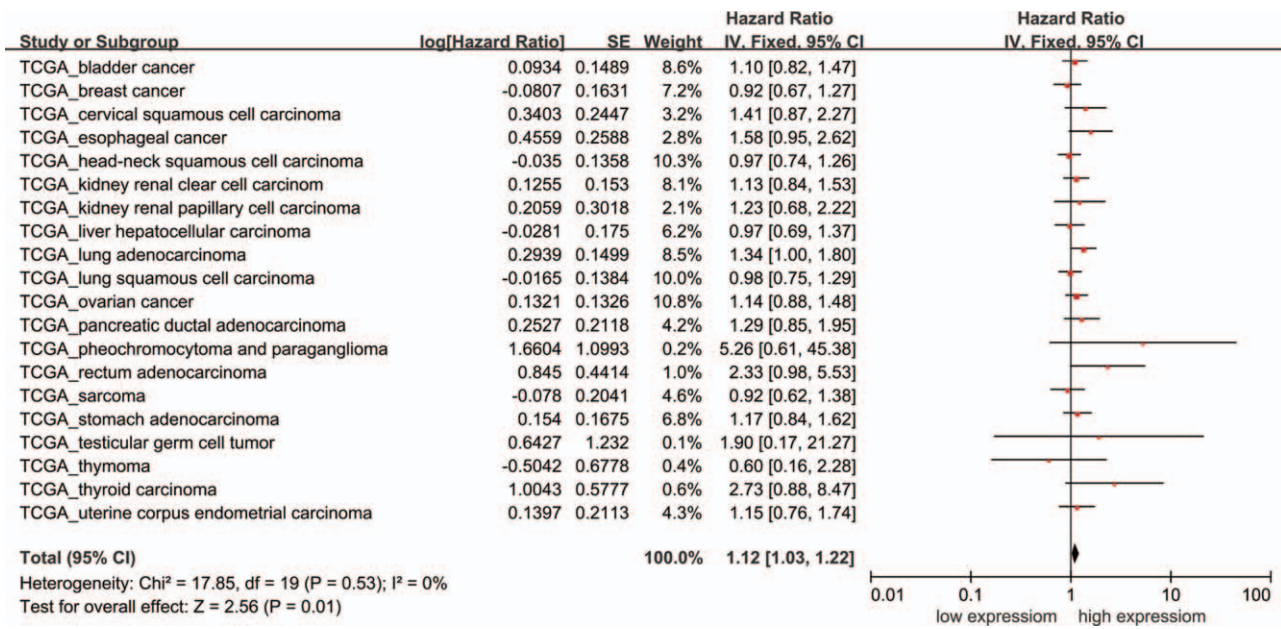 Hazard Ratio Hazard Ratio
Study or Subgroup log[Hazard Ratio] SE Weight IV, Fixed, 95% CI IV, Fixed, 95% CI
TCGA_bladder cancer 0.0934 0.1489 8.6% 1.10 [0.82, 1.47]
TCGA_breast cancer -0.0807 0.1631 7.2% 0.92 [0.67, 1.27]
TCGA_cervical squamous cell carcinoma 0.3403 0.2447 3.2% 1.41 [0.87, 2.27]
TCGA_esophageal cancer 0.4559 0.2588 2.8% 1.58 [0.95, 2.62]
TCGA_head-neck squamous cell carcinoma -0.035 0.1358 10.3% 0.97 [0.74, 1.26]
TCGA_kidney renal clear cell carcinom 0.1255 0.153 8.1% 1.13 [0.84, 1.53]
TCGA_kidney renal papillary cell carcinoma 0.2059 0.3018 2.1% 1.23 [0.68, 2.22]
TCGA_liver hepatocellular carcinoma -0.0281 0.175 6.2% 0.97 [0.69, 1.37]
TCGA_lung adenocarcinoma 0.2939 0.1499 8.5% 1.34 [1.00, 1.80]
TCGA_lung squamous cell carcinoma -0.0165 0.1384 10.0% 0.98 [0.75, 1.29]
TCGA_ovarian cancer 0.1321 0.1326 10.8% 1.14 [0.88, 1.48]
TCGA_pancreatic ductal adenocarcinoma 0.2527 0.2118 4.2% 1.29 [0.85, 1.95]
TCGA_pheochromocytoma and paraganglioma 1.6604 1.0993 0.2% 5.26 [0.61, 45.38]
TCGA_rectum adenocarcinoma 0.845 0.4414 1.0% 2.33 [0.98, 5.53]
TCGA_sarcoma -0.078 0.2041 4.6% 0.92 [0.62, 1.38]
TCGA_stomach adenocarcinoma 0.154 0.1675 6.8% 1.17 [0.84, 1.62]
TCGA_testicular germ cell tumor 0.6427 1.232 0.1% 1.90 [0.17, 21.27]
TCGA_thymoma -0.5042 0.6778 0.4% 0.60 [0.16, 2.28]
TCGA_thyroid carcinoma 1.0043 0.5777 0.6% 2.73 [0.88, 8.47]
TCGA_uterine corpus endometrial carcinoma 0.1397 0.2113 4.3% 1.15 [0.76, 1.74]
Total (95% CI) 100.0% 1.12 [1.03, 1.22]
Heterogeneity: Chi² = 17.85, df = 19 (P = 0.53); I² = 0%
Test for overall effect: Z = 2.56 (P = 0.01)
0.01 0.1 1 10 100
low expressiom high expressiom